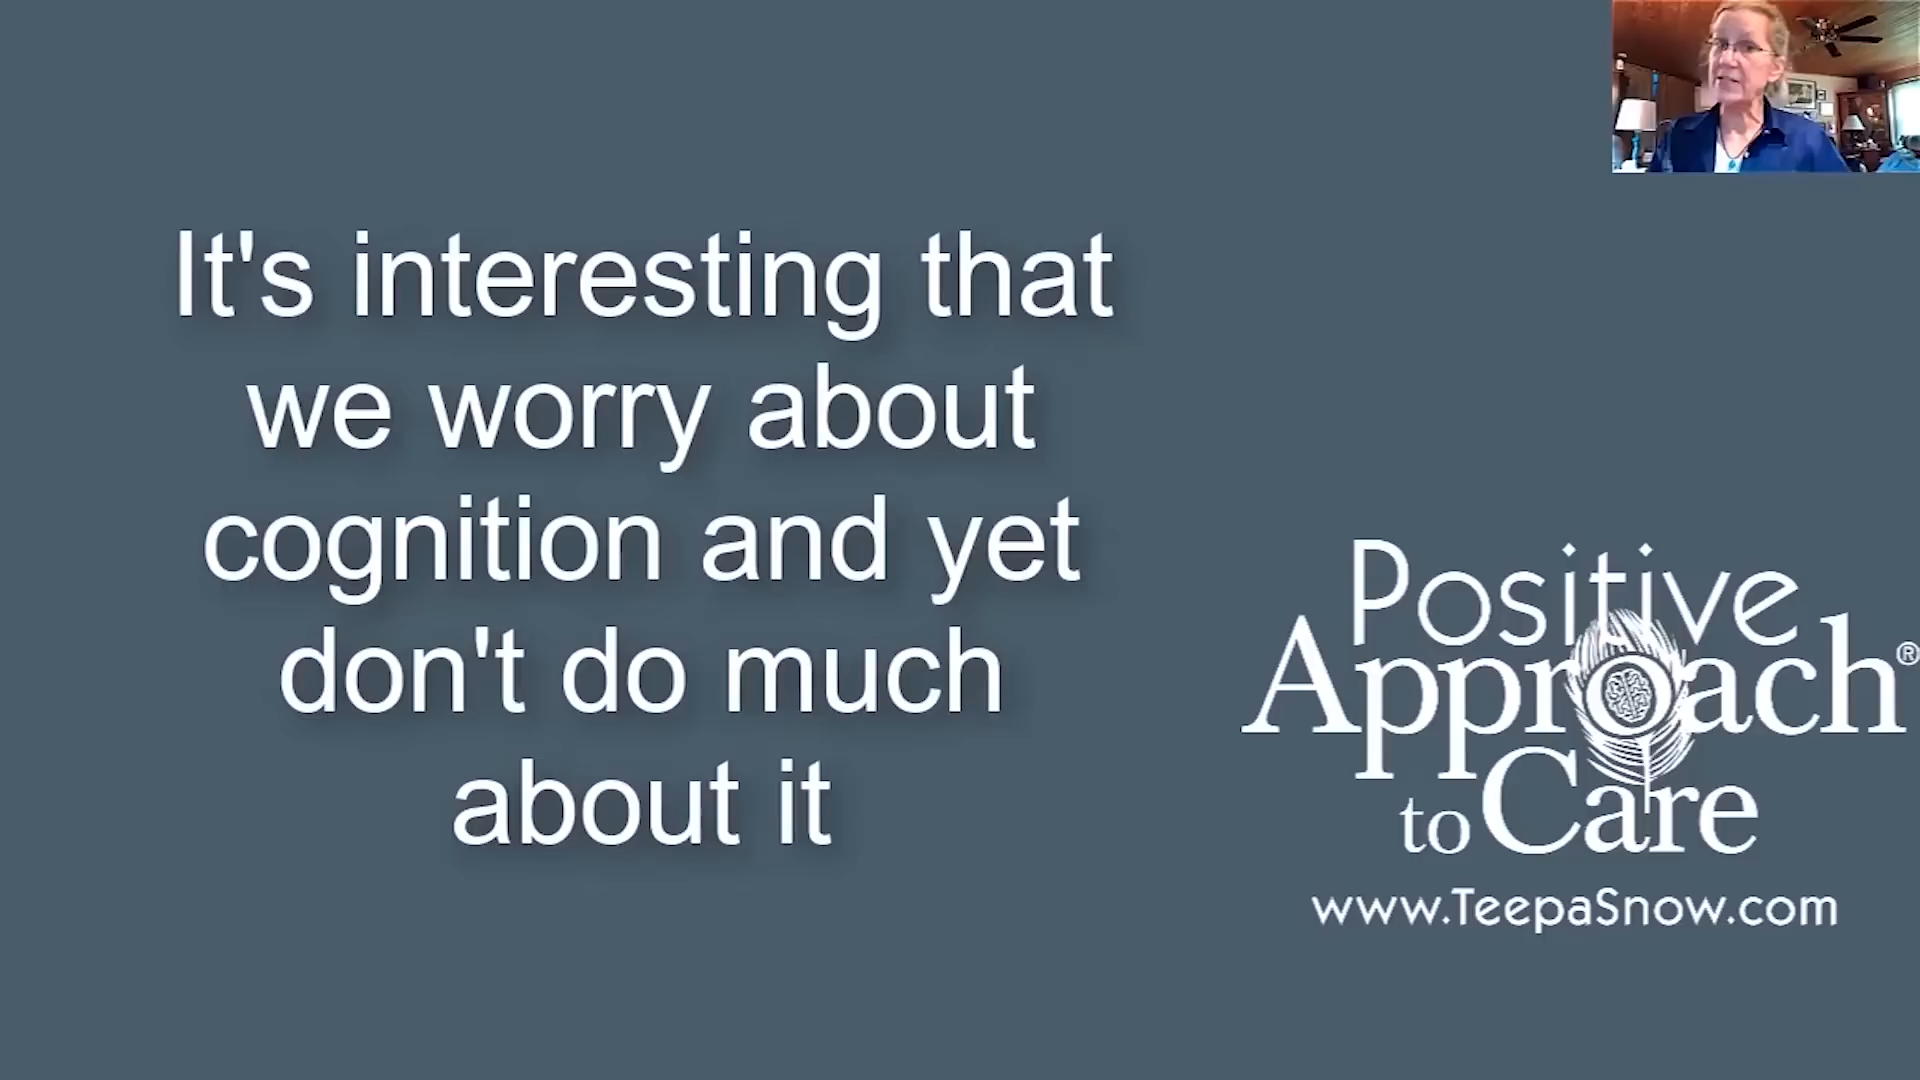 It's interesting that
we worry about
cognition and yet
don't do much
about it
Positive
Approach®
to Care
www.TeepaSnow.com